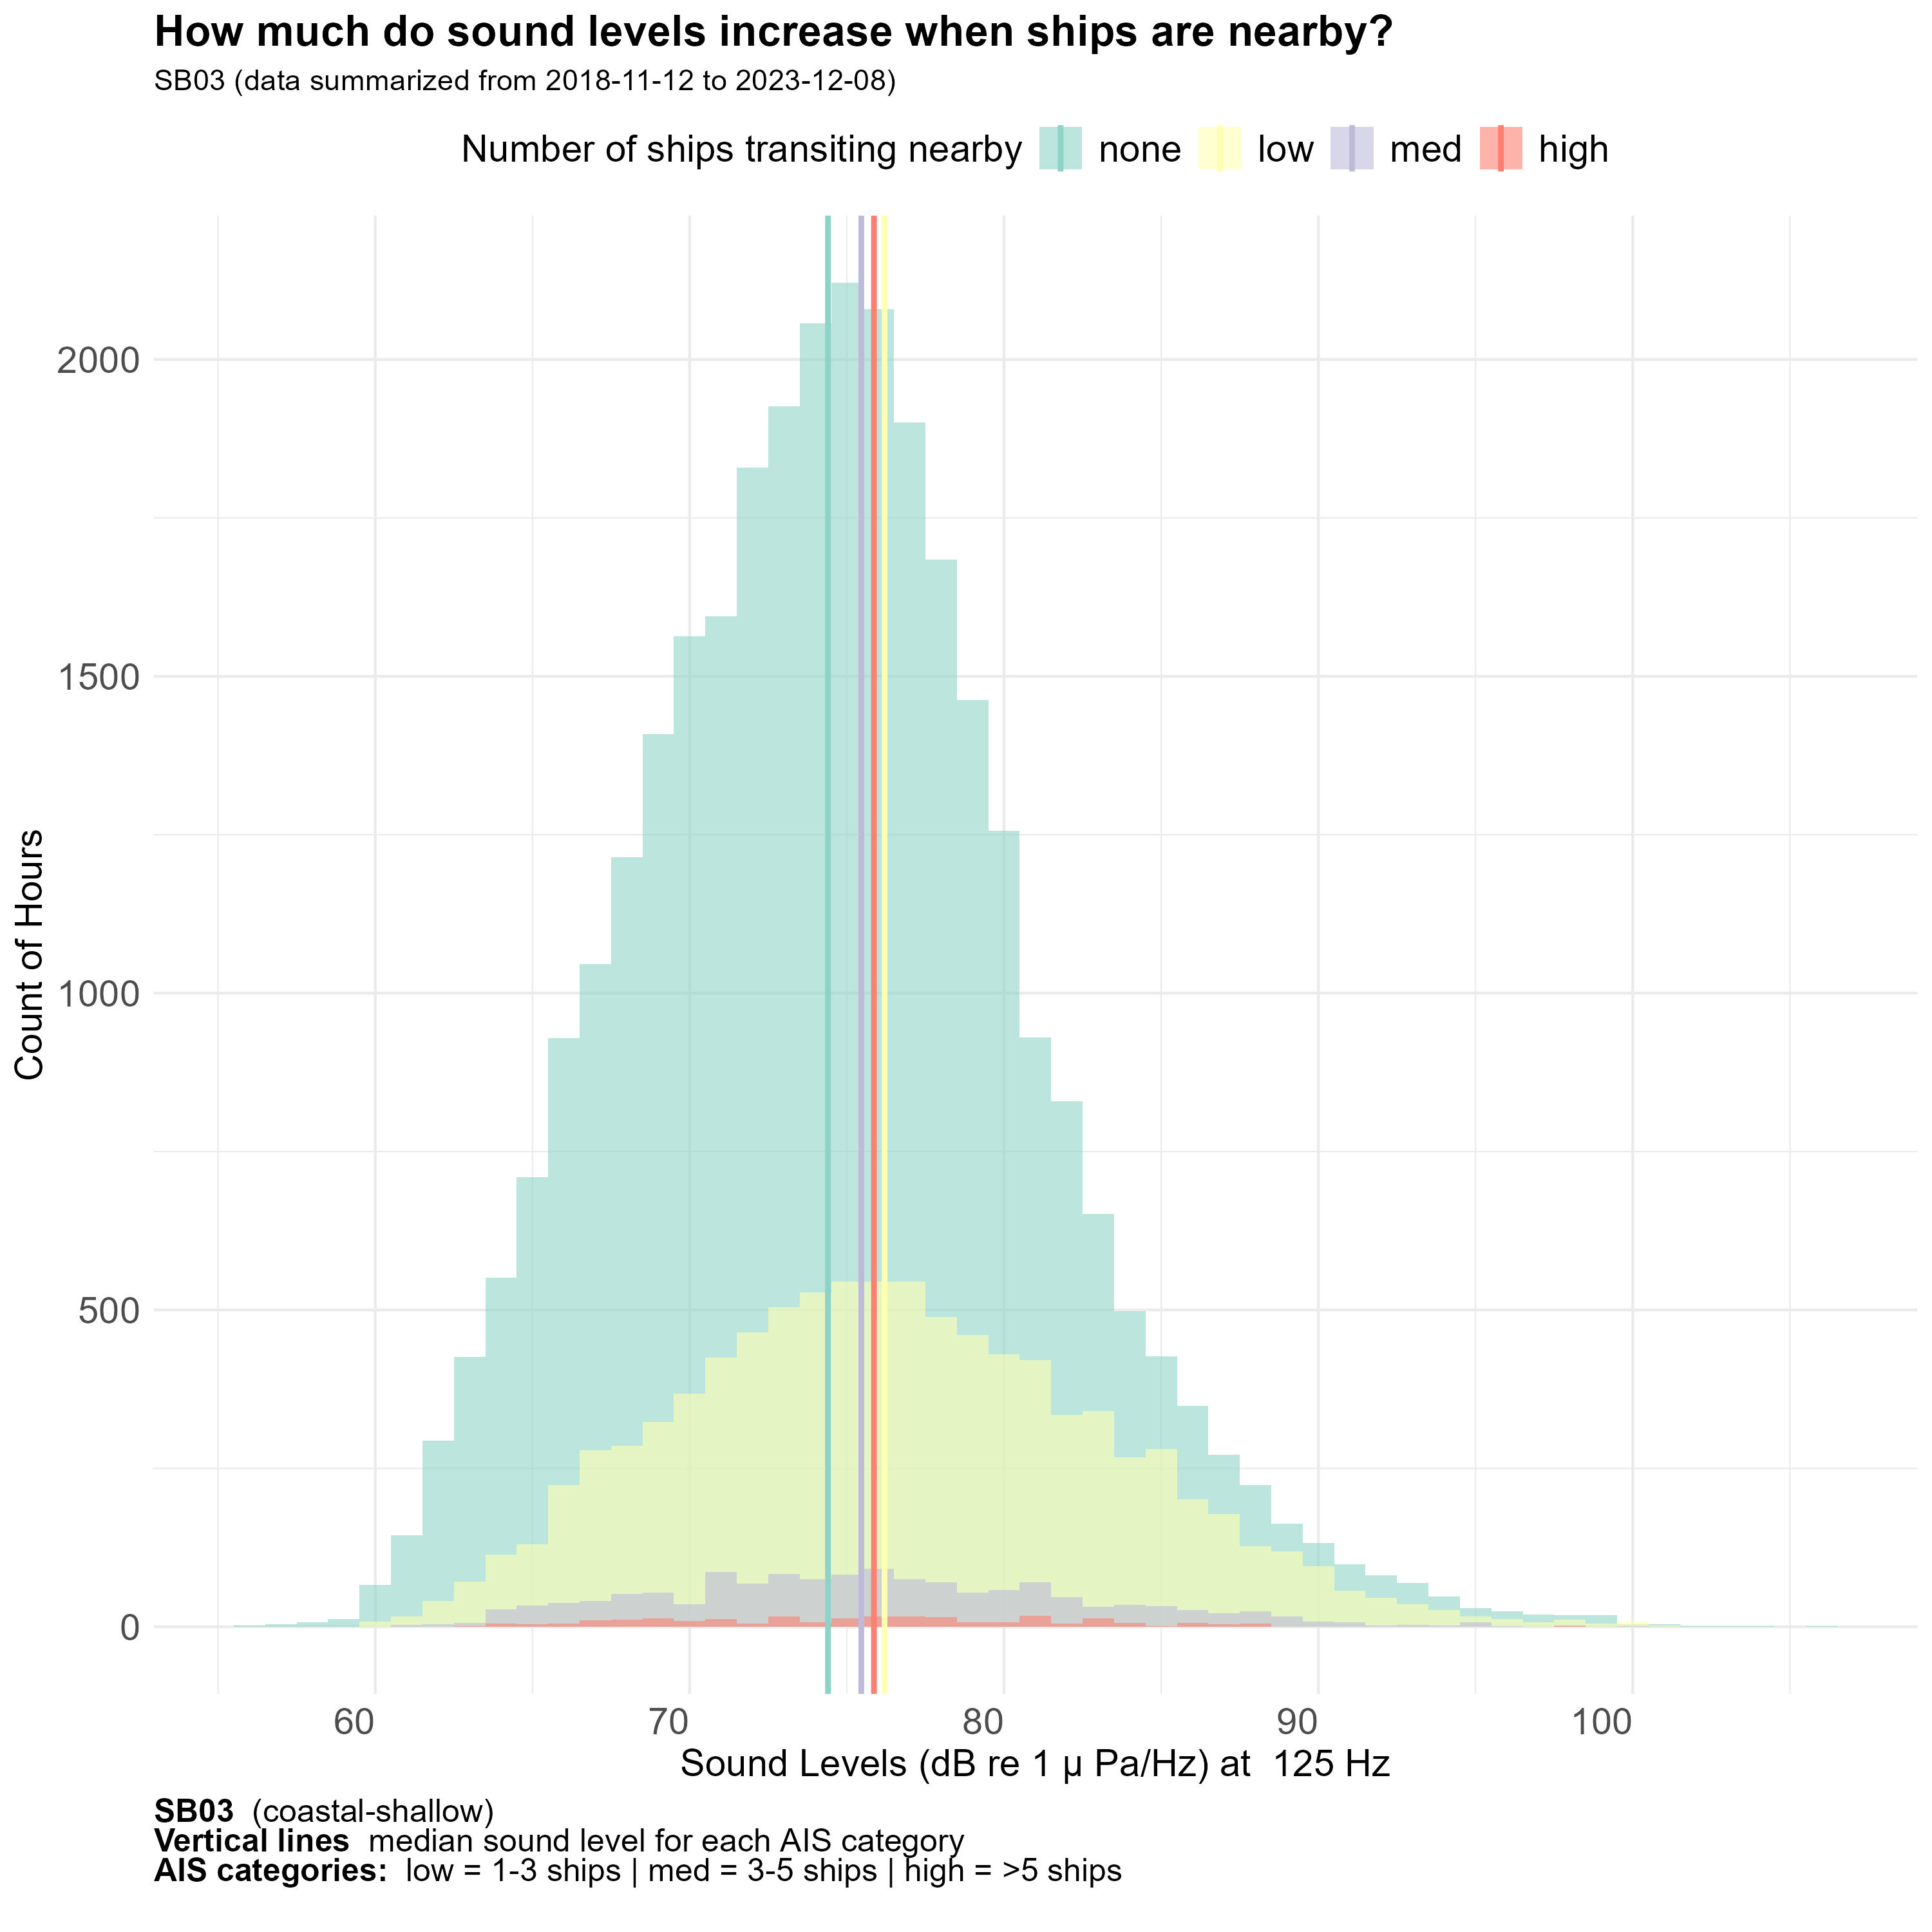 How much do sound levels increase when ships are nearby?
SB03 (data summarized from 2018-11-12 to 2023-12-08)
Number of ships transiting nearby none low med high
2000
1500
1000
500
0
Count of Hours
60 70 80 90 100
Sound Levels (dB re 1 μ Pa/Hz) at 125 Hz
SB03 (coastal-shallow)
Vertical lines median sound level for each AIS category
AIS categories: low = 1-3 ships | med = 3-5 ships | high = >5 ships